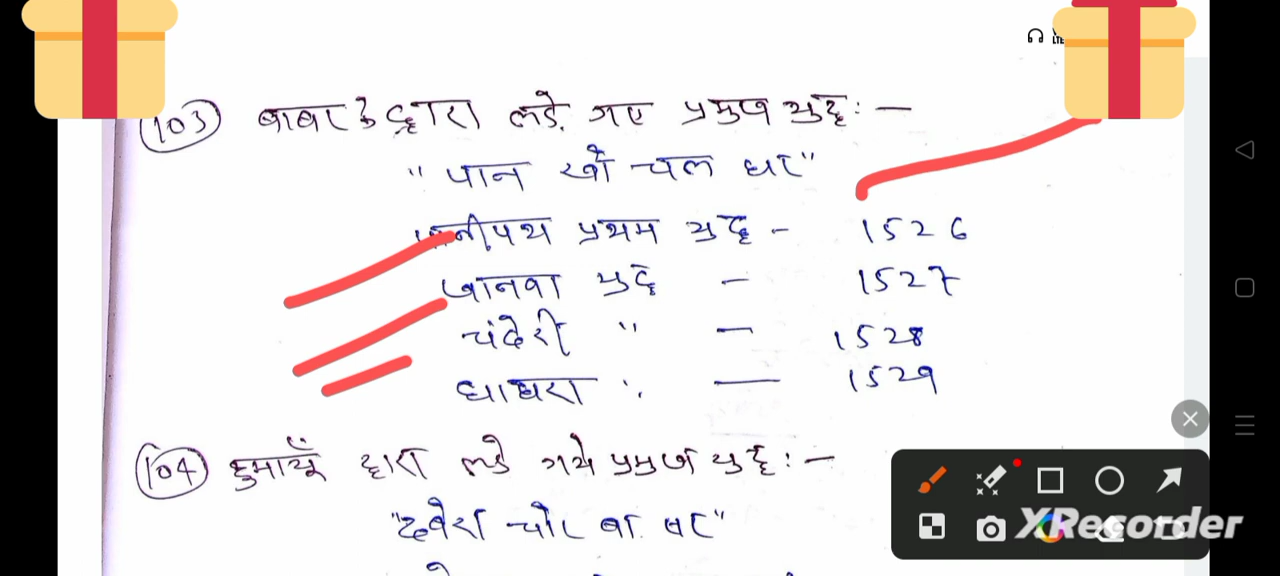 103 बाबर के द्वारा लड़े गए प्रमुख युद्ध :-
"पान खाँ चल घर"
पानीपथ प्रथम युद्ध - 1526
खानवा युद्ध - 1527
चंदेरी " - 1528
घाघरा " - 1529
104 हुमायूँ द्वारा लड़े गये प्रमुख युद्ध :-
चौर
XRecorder